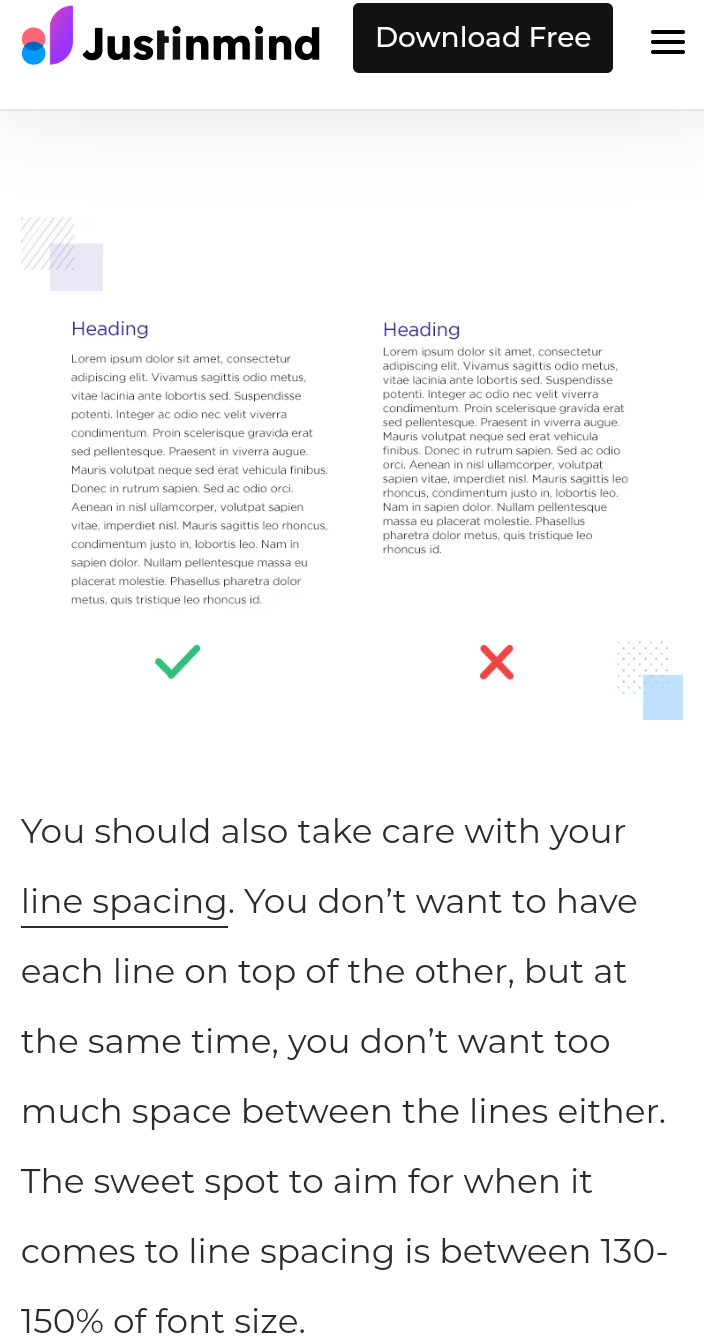 Justinmind
Download Free
Heading
Lorem ipsum dolor sit amet, consectetur
adipiscing elit. Vivamus sagittis odio metus,
vitae lacinia ante lobortis sed. Suspendisse
potenti. Integer ac odio nec velit viverra
condimentum. Proin scelerisque gravida erat
sed pellentesque. Praesent in viverra augue.
Mauris volutpat neque sed erat vehicula finibus.
Donec in rutrum sapien. Sed ac odio orci.
Aenean in nisl ullamcorper, volutpat sapien
vitae, imperdiet nisl. Mauris sagittis leo rhoncus,
condimentum justo in, lobortis leo. Nam in
sapien dolor. Nullam pellentesque massa eu
placerat molestie. Phasellus pharetra dolor
metus, quis tristique leo rhoncus id.
Heading
Lorem ipsum dolor sit amet, consectetur
adipiscing elit. Vivamus sagittis odio metus,
vitae lacinia ante lobortis sed. Suspendisse
potenti. Integer ac odio nec velit viverra
condimentum. Proin scelerisque gravida erat
sed pellentesque. Praesent in viverra augue.
Mauris volutpat neque sed erat vehicula
finibus. Donec in rutrum sapien. Sed ac odio
orci. Aenean in nisl ullamcorper, volutpat
sapien vitae, imperdiet nisl. Mauris sagittis leo
rhoncus, condimentum justo in, lobortis leo.
Nam in sapien dolor. Nullam pellentesque
massa eu placerat molestie. Phasellus
pharetra dolor metus, quis tristique leo
rhoncus id.
You should also take care with your
line spacing. You don’t want to have
each line on top of the other, but at
the same time, you don’t want too
much space between the lines either.
The sweet spot to aim for when it
comes to line spacing is between 130-
150% of font size.